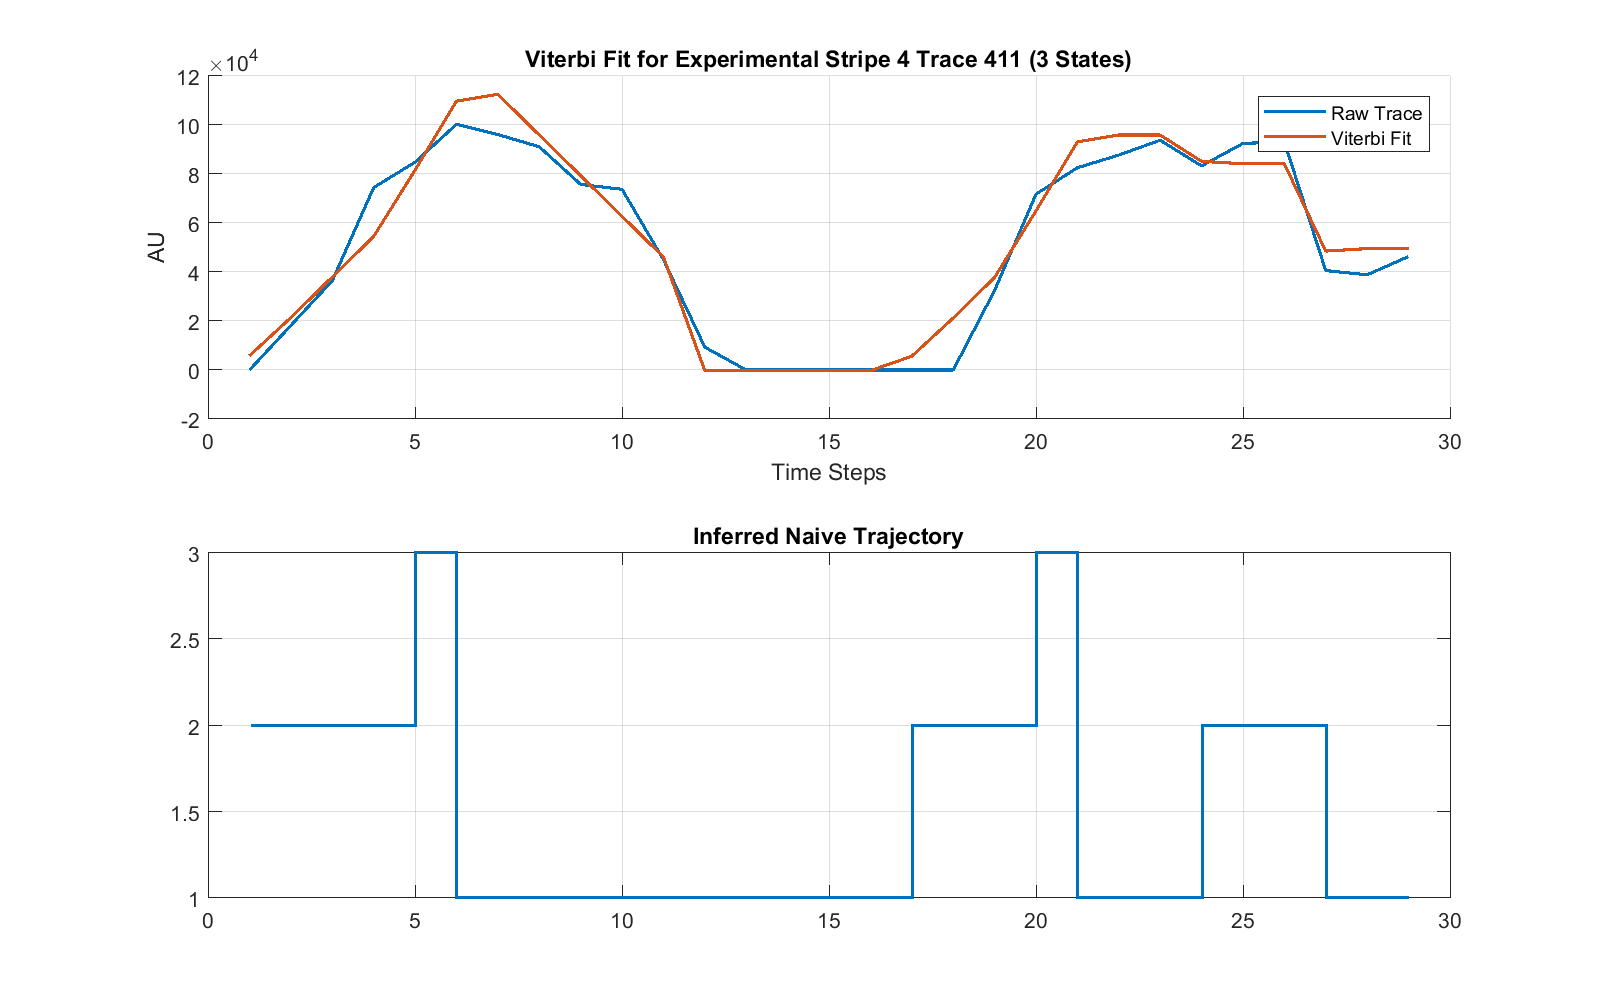 Viterbi Fit for Experimental Stripe 4 Trace 411 (3 States)
×10^4
12
10
8
6
4
2
0
-2
AU
Raw Trace
Viterbi Fit
0 5 10 15 20 25 30
Time Steps
Inferred Naive Trajectory
3
2.5
2
1.5
1
0 5 10 15 20 25 30